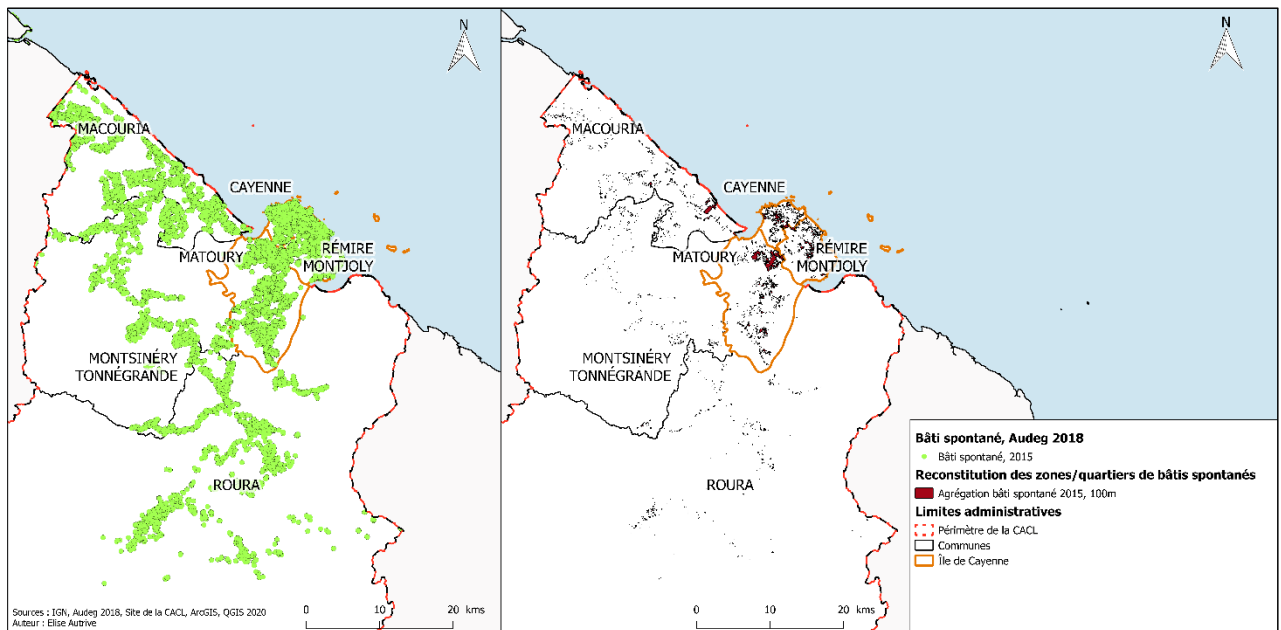 N
MACOURIA
CAYENNE
MATOURY
RÉMIRE
MONTJOLY
MONTSINÉRY
TONNÉGRANDE
ROURA
Sources : IGN, Audeg 2018, Site de la CACL, ArcGIS, QGIS 2020
Auteur : Elise Autrive
0 10 20 kms
N
MACOURIA
CAYENNE
MATOURY
RÉMIRE
MONTJOLY
MONTSINÉRY
TONNÉGRANDE
ROURA
0 10 20 kms
Bâti spontané, Audeg 2018
Bâti spontané, 2015
Reconstitution des zones/quartiers de bâtis spontanés
Agrégation bâti spontané 2015, 100m
Limites administratives
Périmètre de la CACL
Communes
Île de Cayenne